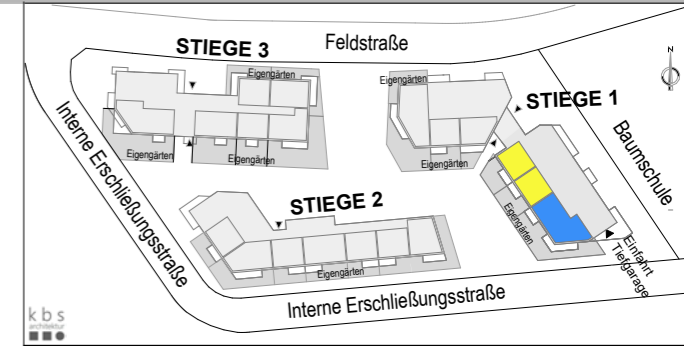 Feldstraße
STIEGE 3
Eigengärten
Eigengärten
STIEGE 1
N
Interne Erschließungsstraße
Eigengärten
Eigengärten
Eigengärten
Baumschule
STIEGE 2
Eigengärten
Eigengärten
Einfahrt
Tiefgarage
Interne Erschließungsstraße
kbs
architektur